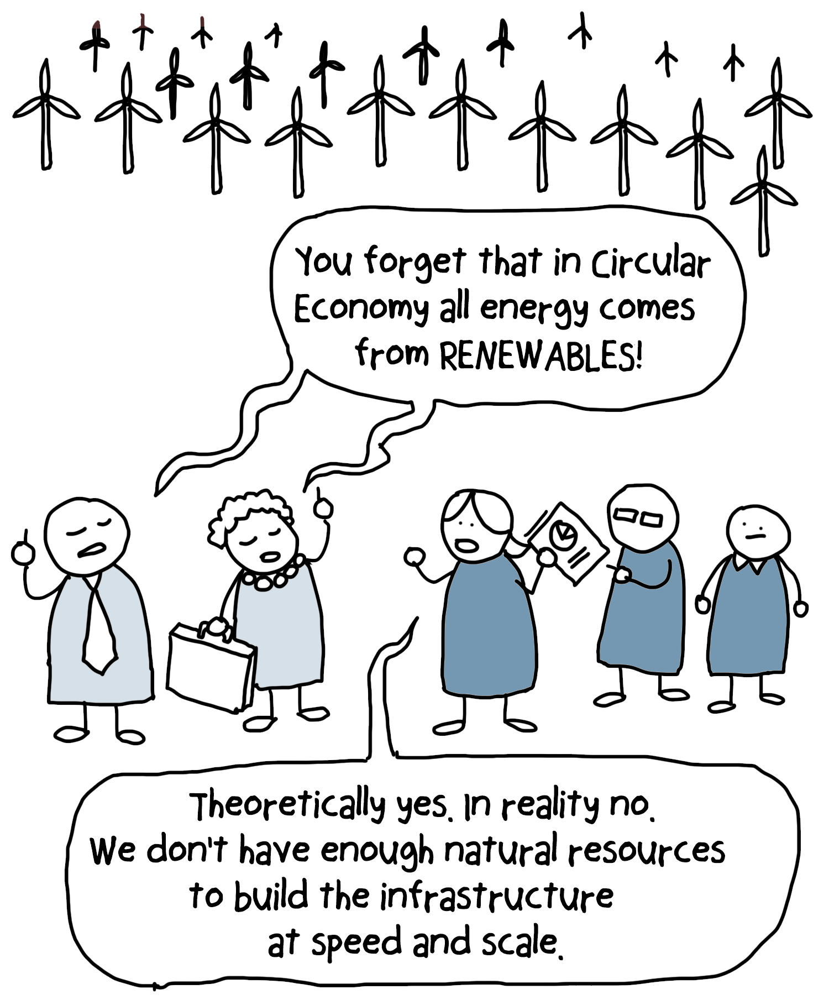 You forget that in Circular
Economy all energy comes
from RENEWABLES!
Theoretically yes. In reality no.
We don't have enough natural resources
to build the infrastructure
at speed and scale.